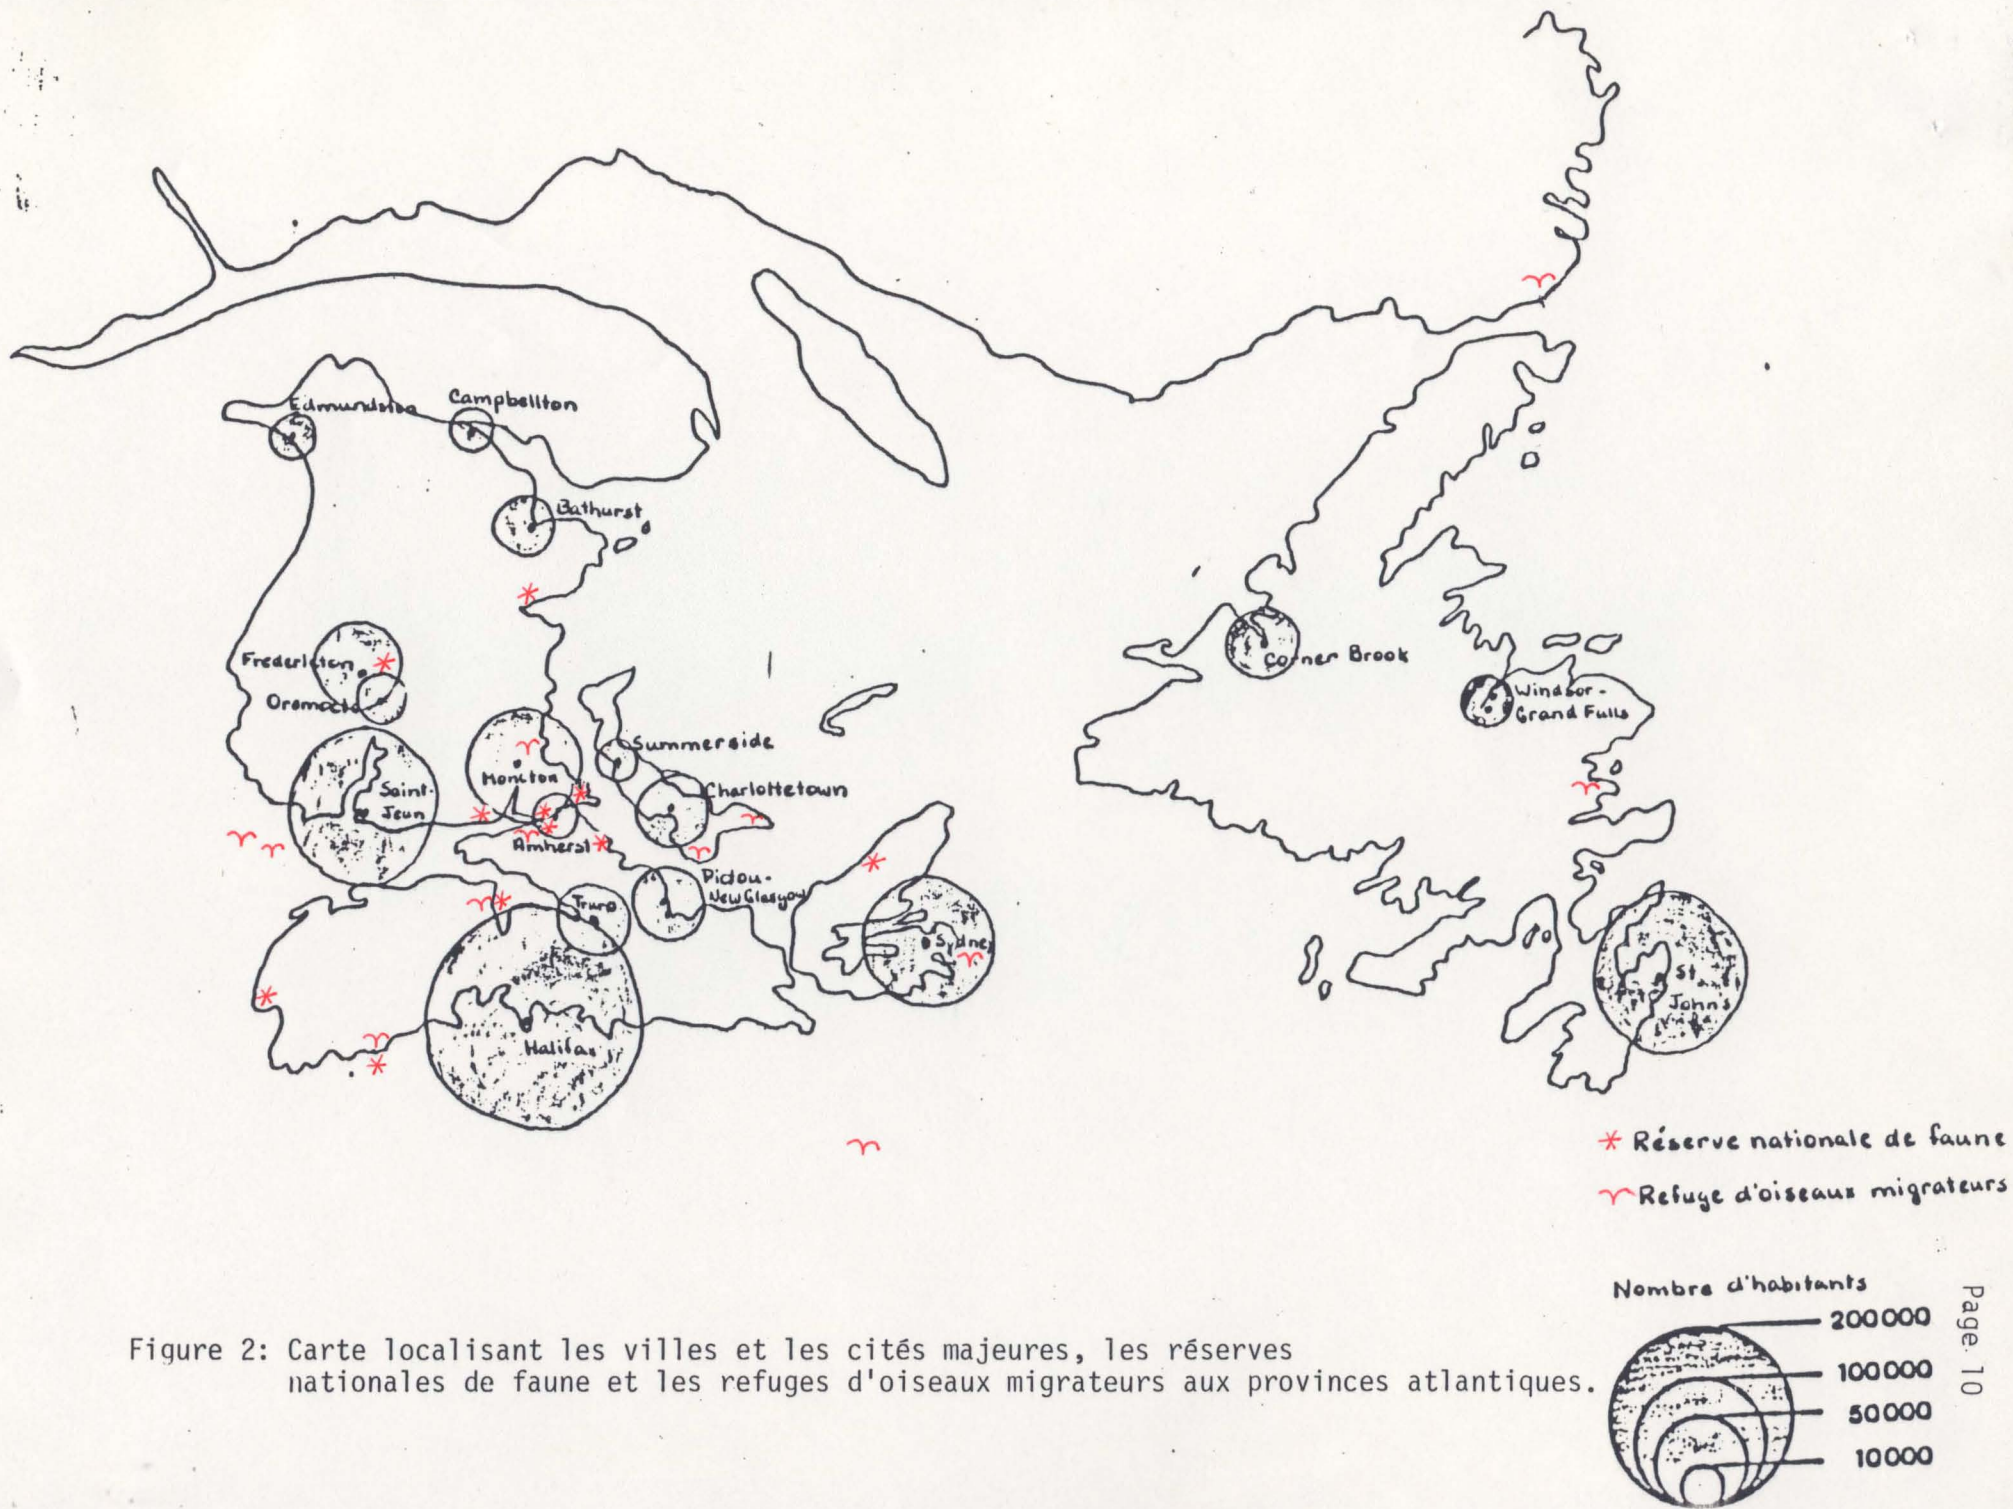 Campbellton
Bathurst
Fredericton
Oromocto
Summerside
Moncton
Charlottetown
Saint-
Jean
Amherst
Pictou-
New Glasgow
Truro
Sydney
Halifax
Corner Brook
Windsor-
Grand Falls
St
John's
Réserve nationale de faune
Refuge d'oiseaux migrateurs
Nombre d'habitants
200000
100000
50000
10000
Page 10
Figure 2: Carte localisant les villes et les cités majeures, les réserves
nationales de faune et les refuges d'oiseaux migrateurs aux provinces atlantiques.